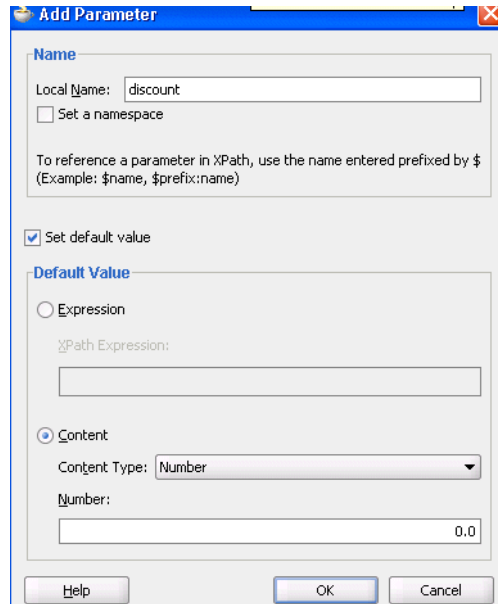 Add Parameter
Name
Local Name: discount
Set a namespace
To reference a parameter in XPath, use the name entered prefixed by $
(Example: $name, $prefix:name)
Set default value
Default Value
Expression
XPath Expression:
Content
Content Type: Number
Number:
0.0
Help OK Cancel